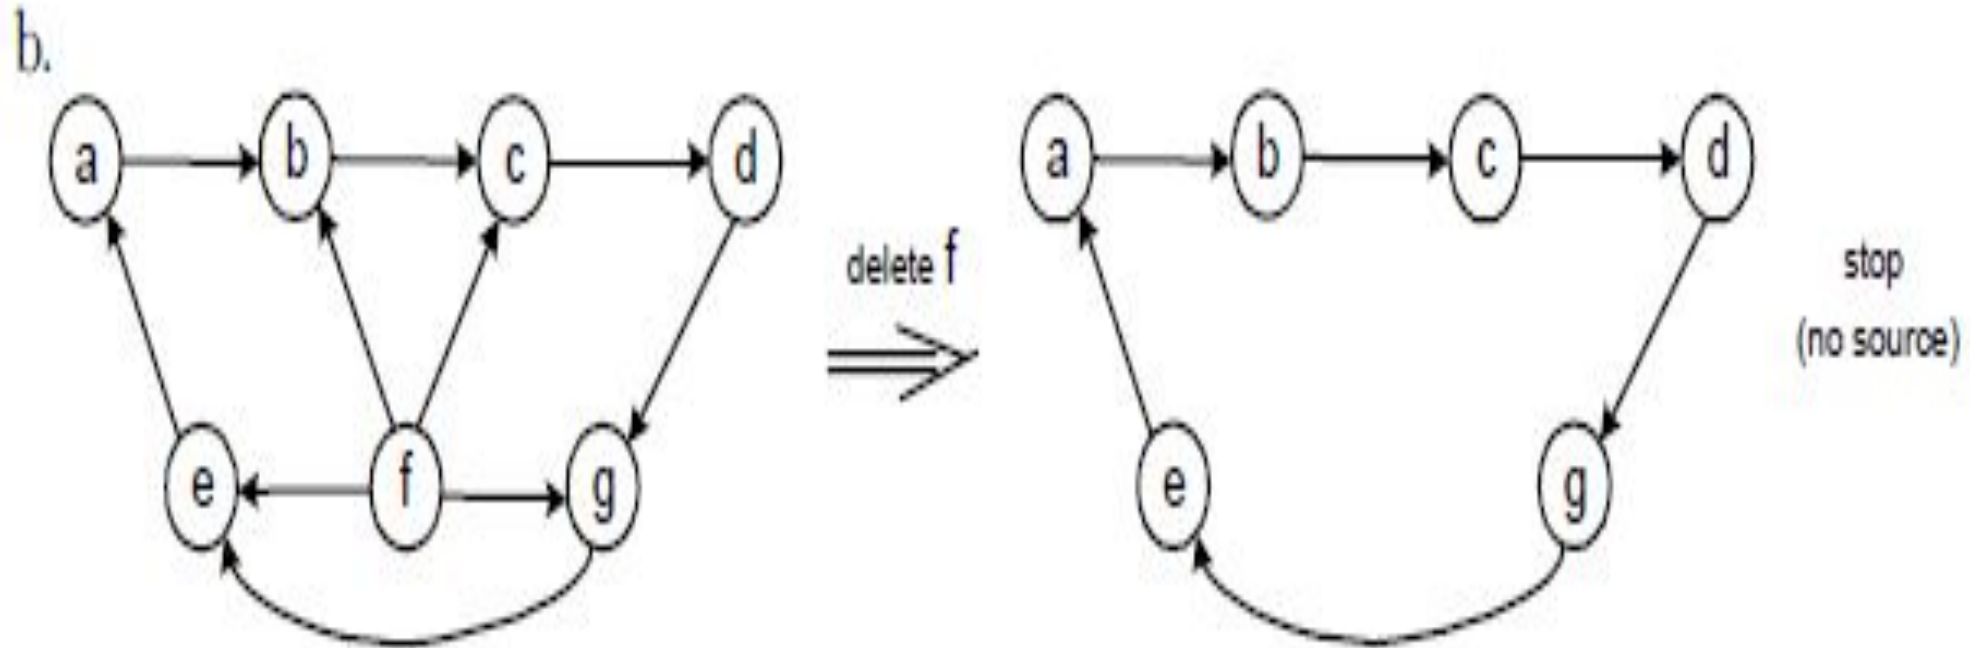 b.
a b c d
e f g
delete f
a b c d
e g
stop
(no source)